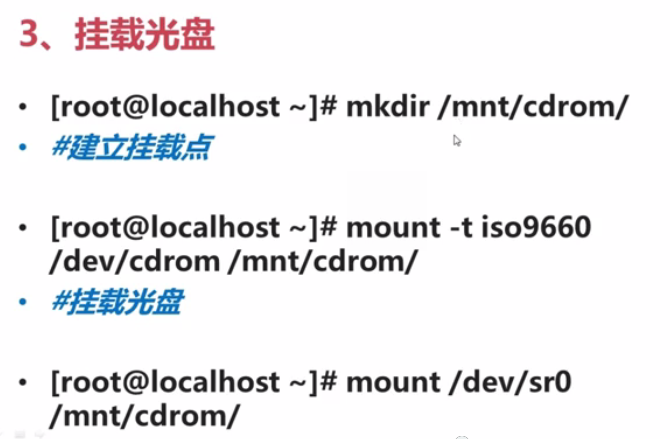 3、挂载光盘
• [root@localhost ~]# mkdir /mnt/cdrom/
• #建立挂载点
• [root@localhost ~]# mount -t iso9660
/dev/cdrom /mnt/cdrom/
• #挂载光盘
• [root@localhost ~]# mount /dev/sr0
/mnt/cdrom/